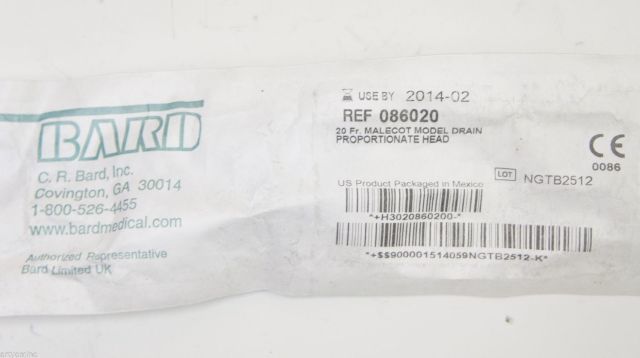 BARD
C. R. Bard, Inc.
Covington, GA 30014
1-800-526-4455
www.bardmedical.com
Authorized Representative
Bard Limited UK
USE BY 2014-02
REF 086020
20 Fr. MALECOT MODEL DRAIN
PROPORTIONATE HEAD
CE
0086
LOT NGTB2512
US Product Packaged in Mexico
*+H3020860200-*
*+$$900001514059NGTB2512-K*